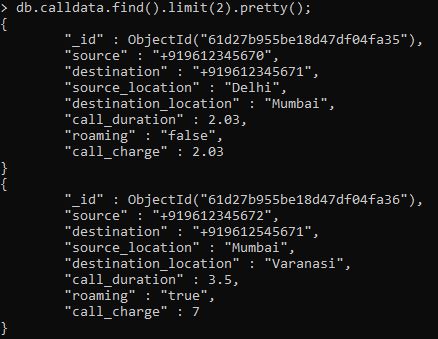 > db.calldata.find().limit(2).pretty();
{
        "_id" : ObjectId("61d27b955be18d47df04fa35"),
        "source" : "+919612345670",
        "destination" : "+919612345671",
        "source_location" : "Delhi",
        "destination_location" : "Mumbai",
        "call_duration" : 2.03,
        "roaming" : "false",
        "call_charge" : 2.03
}
{
        "_id" : ObjectId("61d27b955be18d47df04fa36"),
        "source" : "+919612345672",
        "destination" : "+919612545671",
        "source_location" : "Mumbai",
        "destination_location" : "Varanasi",
        "call_duration" : 3.5,
        "roaming" : "true",
        "call_charge" : 7
}